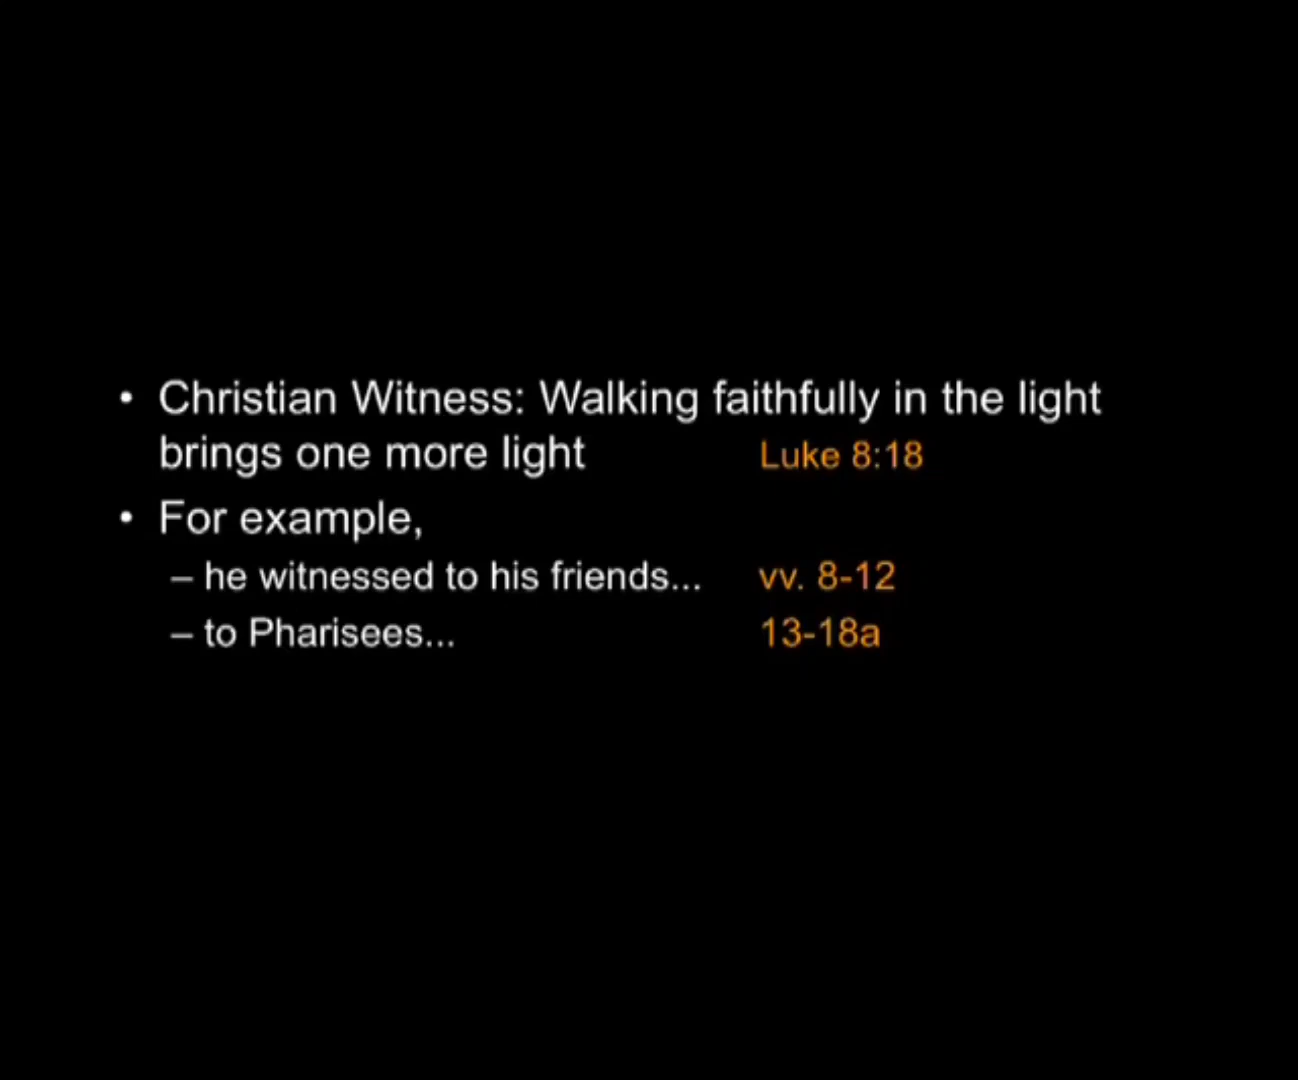 • Christian Witness: Walking faithfully in the light
brings one more light Luke 8:18
• For example,
– he witnessed to his friends... vv. 8-12
– to Pharisees... 13-18a